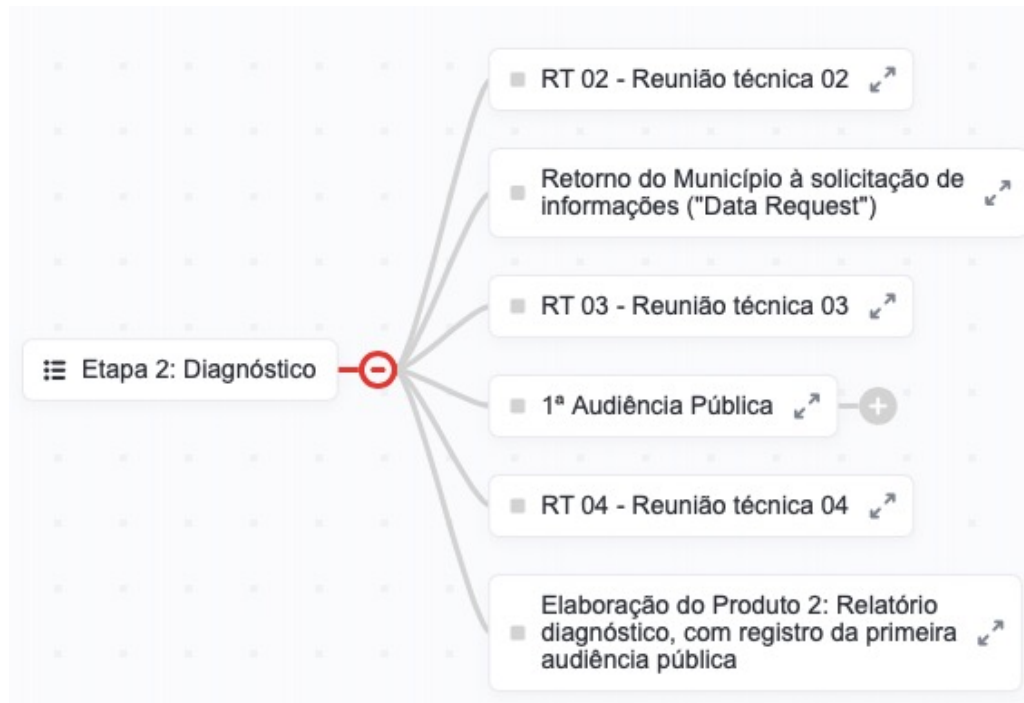 RT 02 - Reunião técnica 02
Retorno do Município à solicitação de
informações ("Data Request")
RT 03 - Reunião técnica 03
Etapa 2: Diagnóstico
1ª Audiência Pública
RT 04 - Reunião técnica 04
Elaboração do Produto 2: Relatório
diagnóstico, com registro da primeira
audiência pública